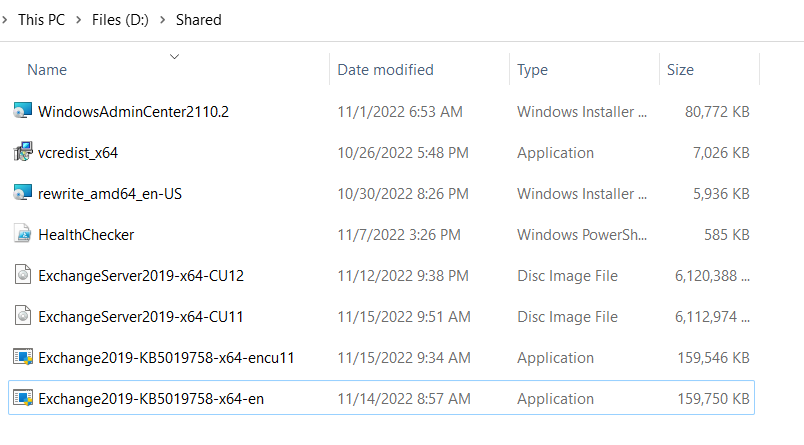 This PC > Files (D:) > Shared
Name Date modified Type Size
WindowsAdminCenter2110.2 11/1/2022 6:53 AM Windows Installer ... 80,772 KB
vcredist_x64 10/26/2022 5:48 PM Application 7,026 KB
rewrite_amd64_en-US 10/30/2022 8:26 PM Windows Installer ... 5,936 KB
HealthChecker 11/7/2022 3:26 PM Windows PowerSh... 585 KB
ExchangeServer2019-x64-CU12 11/12/2022 9:38 PM Disc Image File 6,120,388 ...
ExchangeServer2019-x64-CU11 11/15/2022 9:51 AM Disc Image File 6,112,974 ...
Exchange2019-KB5019758-x64-encu11 11/15/2022 9:34 AM Application 159,546 KB
Exchange2019-KB5019758-x64-en 11/14/2022 8:57 AM Application 159,750 KB